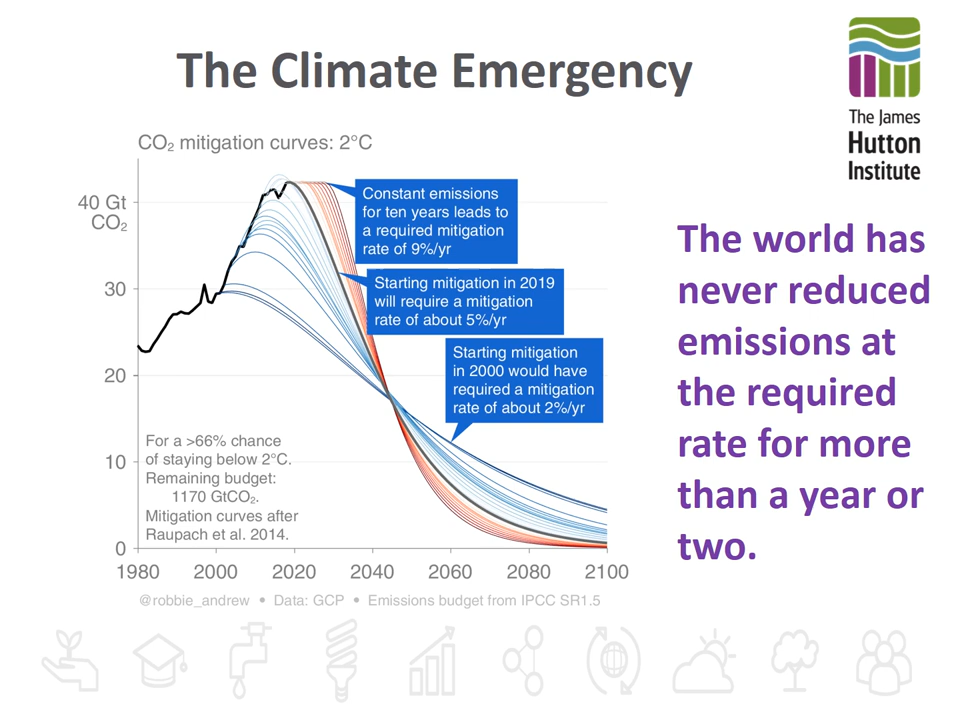 The Climate Emergency
The James
Hutton
Institute
CO₂ mitigation curves: 2°C
40 Gt
CO₂
30
20
10
0
1980
2000
2020
2040
2060
2080
2100
Constant emissions
for ten years leads to
a required mitigation
rate of 9%/yr
Starting mitigation in 2019
will require a mitigation
rate of about 5%/yr
Starting mitigation
in 2000 would have
required a mitigation
rate of about 2%/yr
For a >66% chance
of staying below 2°C.
Remaining budget:
1170 GtCO₂.
Mitigation curves after
Raupach et al. 2014.
@robbie_andrew • Data: GCP • Emissions budget from IPCC SR1.5
The world has
never reduced
emissions at
the required
rate for more
than a year or
two.